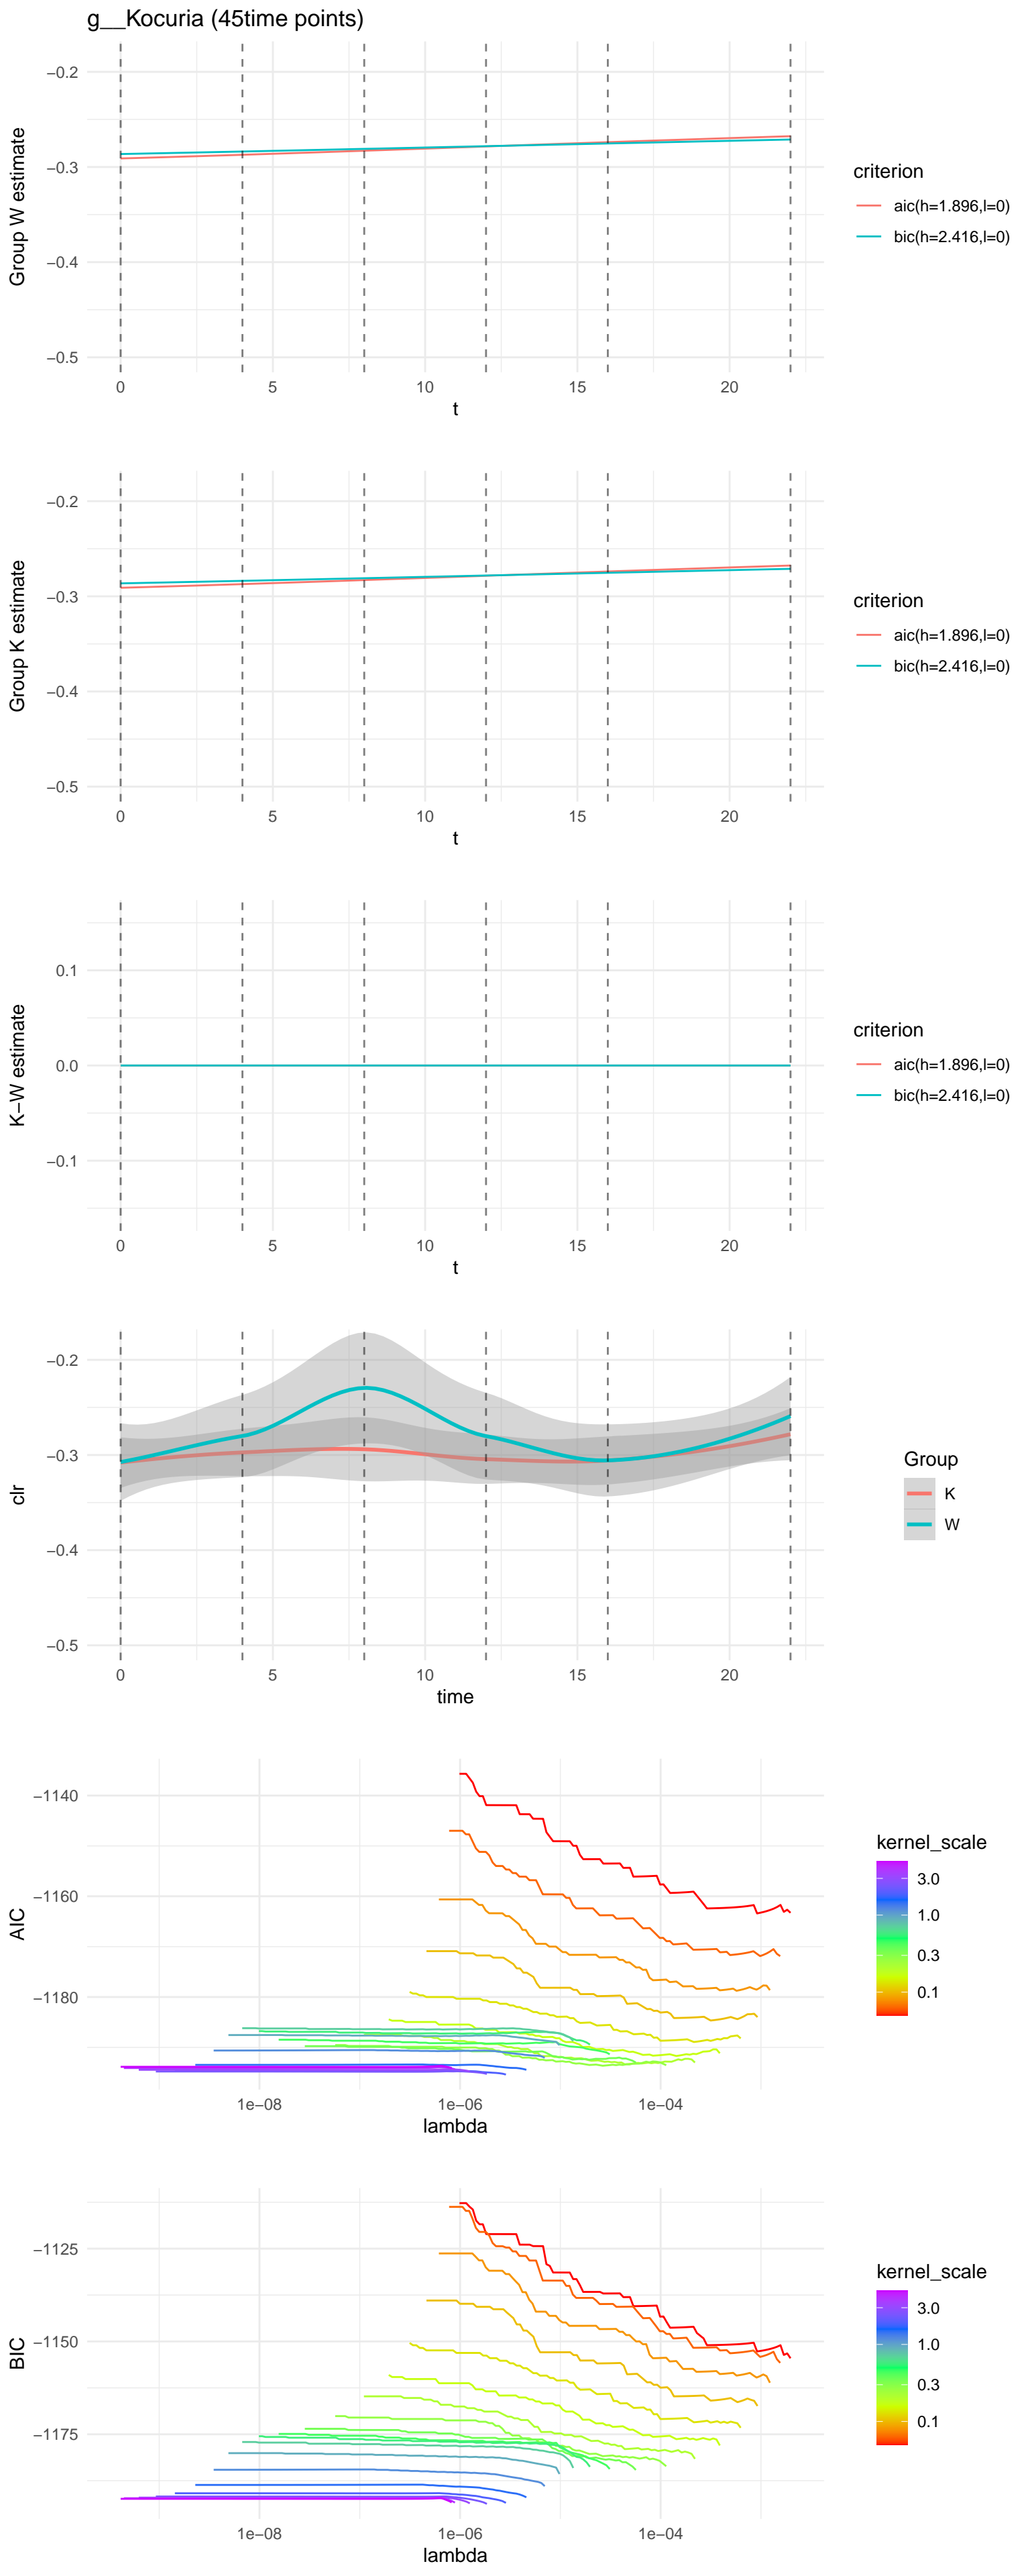 g__Kocuria (45time points)
Group W estimate
−0.2
−0.3
−0.4
−0.5
0 5 10 15 20
t
criterion
aic(h=1.896,l=0)
bic(h=2.416,l=0)
Group K estimate
−0.2
−0.3
−0.4
−0.5
0 5 10 15 20
t
criterion
aic(h=1.896,l=0)
bic(h=2.416,l=0)
K−W estimate
0.1
0.0
−0.1
0 5 10 15 20
t
criterion
aic(h=1.896,l=0)
bic(h=2.416,l=0)
clr
−0.2
−0.3
−0.4
−0.5
0 5 10 15 20
time
Group
K
W
AIC
−1140
−1160
−1180
1e−08 1e−06 1e−04
lambda
kernel_scale
3.0
1.0
0.3
0.1
BIC
−1125
−1150
−1175
1e−08 1e−06 1e−04
lambda
kernel_scale
3.0
1.0
0.3
0.1